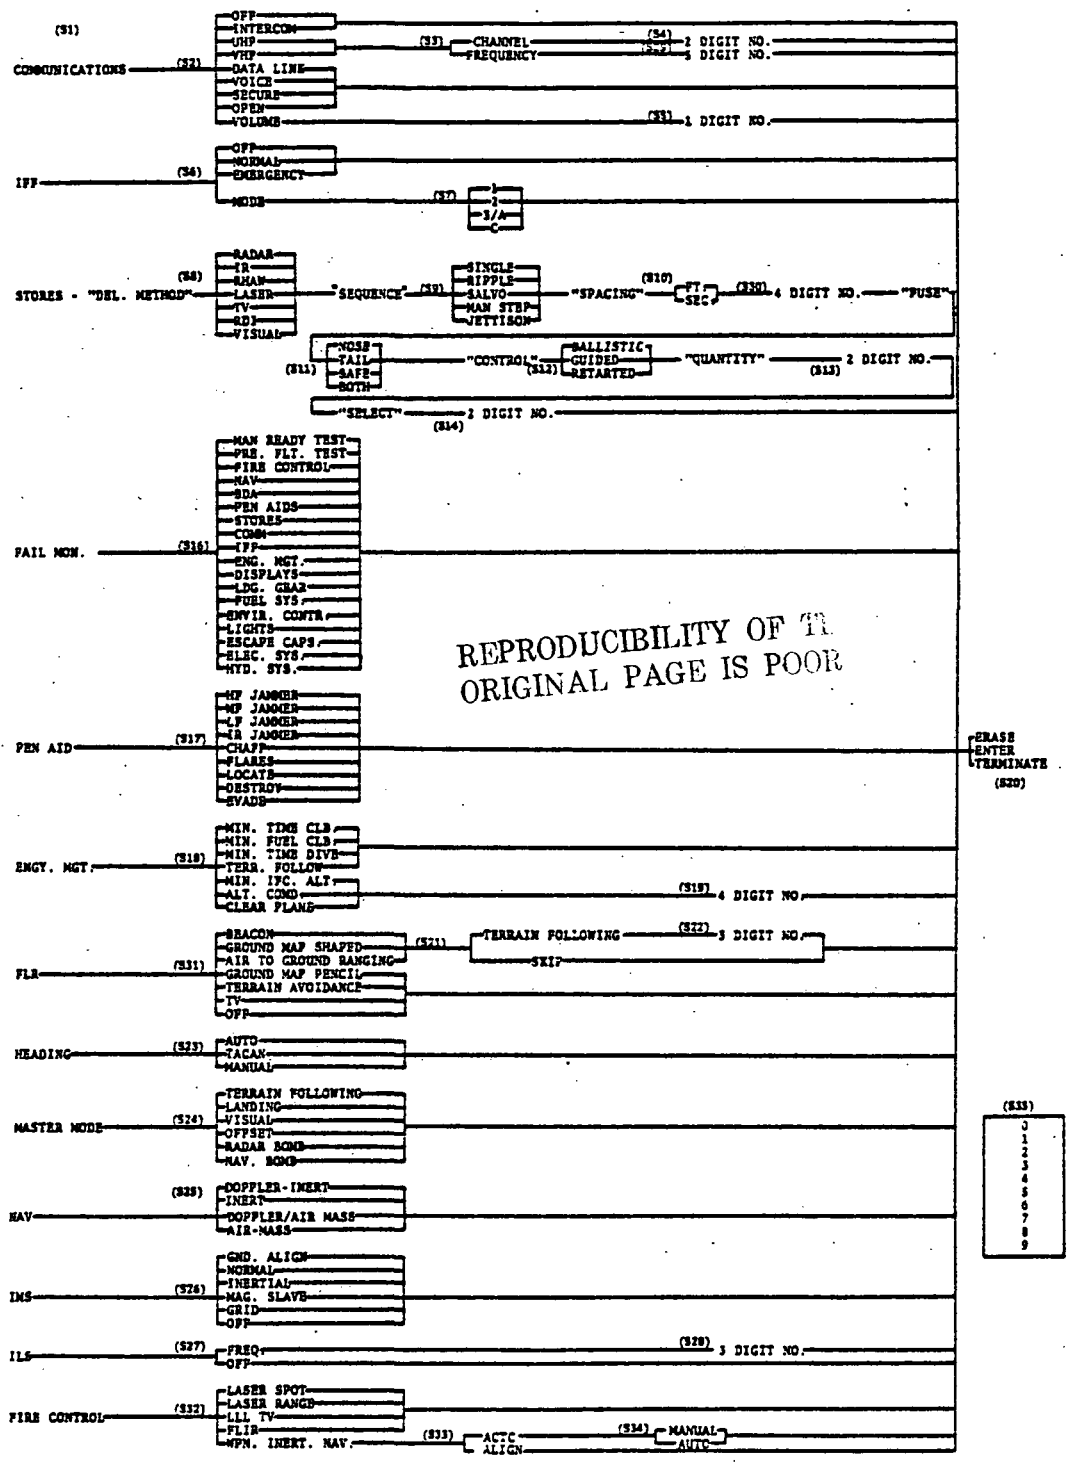 (S1)
COMMUNICATIONS
(S2)
OFF
INTERCOM
UHF
VHF
DATA LINE
VOICE
SECURE
OPEN
VOLUME
(S3)
CHANNEL
FREQUENCY
(S4)
2 DIGIT NO.
5 DIGIT NO.
(S5)
1 DIGIT NO.
IFF
(S6)
OFF
NORMAL
EMERGENCY
MODE
(S7)
1
2
3/A
C
STORES - "DEL. METHOD"
(S8)
RADAR
IR
RHAW
LASER
TV
RDI
VISUAL
"SEQUENCE"
(S9)
SINGLE
RIPPLE
SALVO
MAN STEP
JETTISON
"SPACING"
(S10)
FT.
SEC
(S30)
4 DIGIT NO.
"FUSE"
(S11)
NOSE
TAIL
SAFE
BOTH
"CONTROL"
(S12)
BALLISTIC
GUIDED
RETARTED
"QUANTITY"
(S13)
2 DIGIT NO.
"SELECT"
(S14)
2 DIGIT NO.
FAIL MON.
(S16)
MAN READY TEST
PRE. FLT. TEST
FIRE CONTROL
NAV
BDA
PEN AIDS
STORES
COMM
IFF
ENG. MGT.
DISPLAYS
LDG. GEAR
FUEL SYS.
ENVIR. CONTR.
LIGHTS
ESCAPE CAPS.
ELEC. SYS.
HYD. SYS.
REPRODUCIBILITY OF
ORIGINAL PAGE IS POOR
PEN AID
(S17)
HF JAMMER
MF JAMMER
LF JAMMER
IR JAMMER
CHAFF
FLARES
LOCATE
DESTROY
EVADE
ERASE
ENTER
TERMINATE
(S20)
ENGY. MGT.
(S18)
MIN. TIME CLB.
MIN. FUEL CLB.
MIN. TIME DIVE
TERR. FOLLOW
MIN. IFC. ALT.
ALT. COMD
CLEAR PLANE
(S19)
4 DIGIT NO.
FLR
(S31)
BEACON
GROUND MAP SHAPED
AIR TO GROUND RANGING
GROUND MAP PENCIL
TERRAIN AVOIDANCE
TV
OFF
(S21)
TERRAIN FOLLOWING
SKIP
(S22)
3 DIGIT NO.
HEADING
(S23)
AUTO
TACAN
MANUAL
MASTER MODE
(S24)
TERRAIN FOLLOWING
LANDING
VISUAL
OFFSET
RADAR BOMB
NAV. BOMB
(S35)
0
1
2
3
4
5
6
7
8
9
NAV
(S25)
DOPPLER-INERT
INERT
DOPPLER/AIR MASS
AIR-MASS
IMS
(S26)
GND. ALIGN
NORMAL
INERTIAL
MAG. SLAVE
GRID
OFF
ILS
(S27)
FREQ.
OFF
(S28)
3 DIGIT NO.
FIRE CONTROL
(S32)
LASER SPOT
LASER RANGE
LLL TV
FLIR
WPN. INERT. NAV.
(S33)
ACTC
ALIGN
(S34)
MANUAL
AUTO